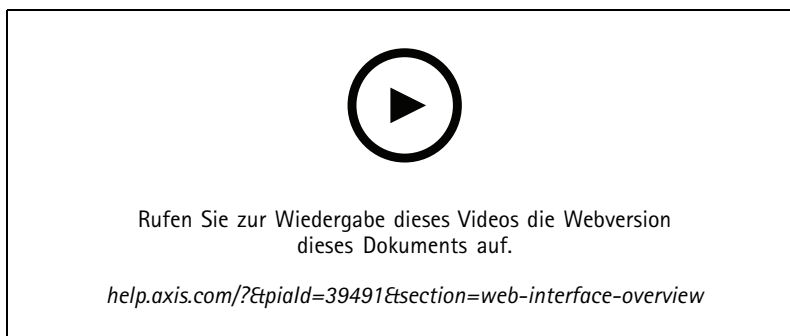 Rufen Sie zur Wiedergabe dieses Videos die Webversion
dieses Dokuments auf.
help.axis.com/?&piaId=39491&section=web-interface-overview